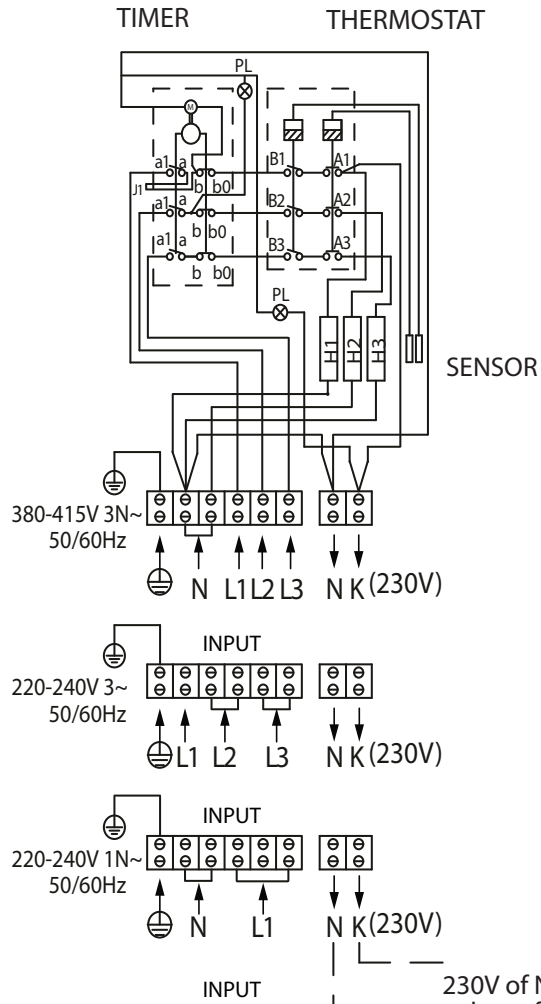 TIMER THERMOSTAT
PL
M
a1 a B1 A1
J1 b b0
a1 a B2 A2
b b0
a1 a B3 A3
b b0
PL
H1 H2 H3
SENSOR
380-415V 3N~
50/60Hz
N L1 L2 L3 N K (230V)
INPUT
220-240V 3~
50/60Hz
L1 L2 L3 N K (230V)
INPUT
220-240V 1N~
50/60Hz
N L1 N K (230V)
INPUT
230V of N